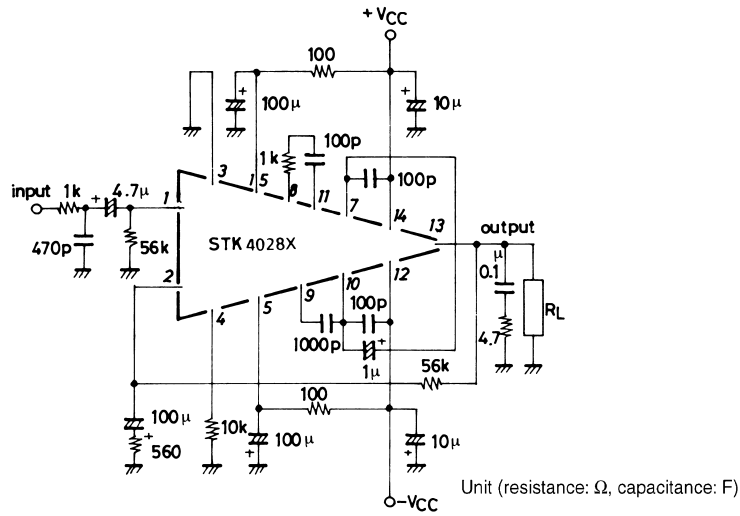 + VCC
100
+
100μ
+
10μ
100p
1k
3
15
8
11
7
100p
input
1k
+
4.7μ
1
14
13
output
470p
56k
STK 4028X
μ
0.1
2
12
10
RL
9
100p
4
5
1000p
+
4.7
1μ
56k
100
100μ
+
560
10k
+
100μ
+
10μ
−VCC
Unit (resistance: Ω, capacitance: F)